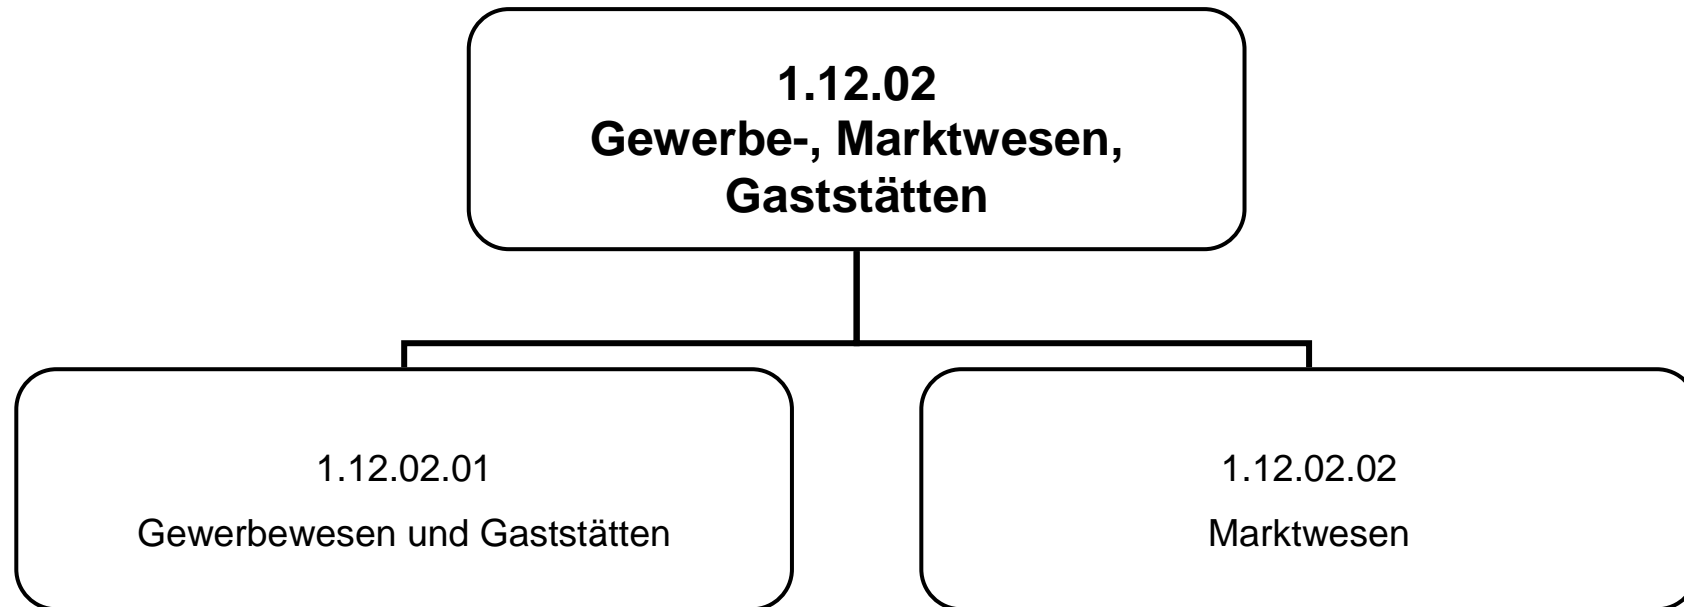 1.12.02
Gewerbe-, Marktwesen,
Gaststätten
1.12.02.01
Gewerbewesen und Gaststätten
1.12.02.02
Marktwesen